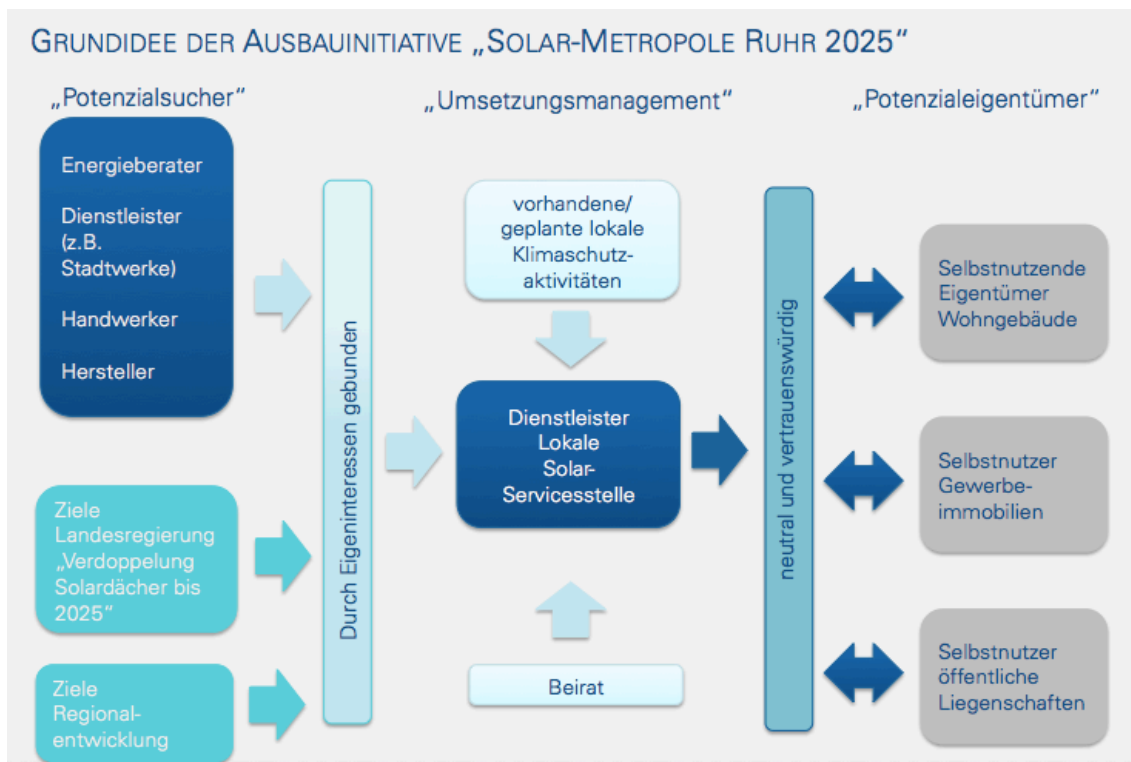 GRUNDIDEE DER AUSBAUINITIATIVE „SOLAR-METROPOLE RUHR 2025“
„Potenzialsucher“
„Umsetzungsmanagement“
„Potenzialeigentümer“
Energieberater
Dienstleister
(z.B.
Stadtwerke)
Handwerker
Hersteller
Ziele
Landesregierung
„Verdoppelung
Solardächer bis
2025“
Ziele
Regional-
entwicklung
Durch Eigeninteressen gebunden
vorhandene/
geplante lokale
Klimaschutz-
aktivitäten
Dienstleister
Lokale
Solar-
Servicesstelle
Beirat
neutral und vertrauenswürdig
Selbstnutzende
Eigentümer
Wohngebäude
Selbstnutzer
Gewerbe-
immobilien
Selbstnutzer
öffentliche
Liegenschaften